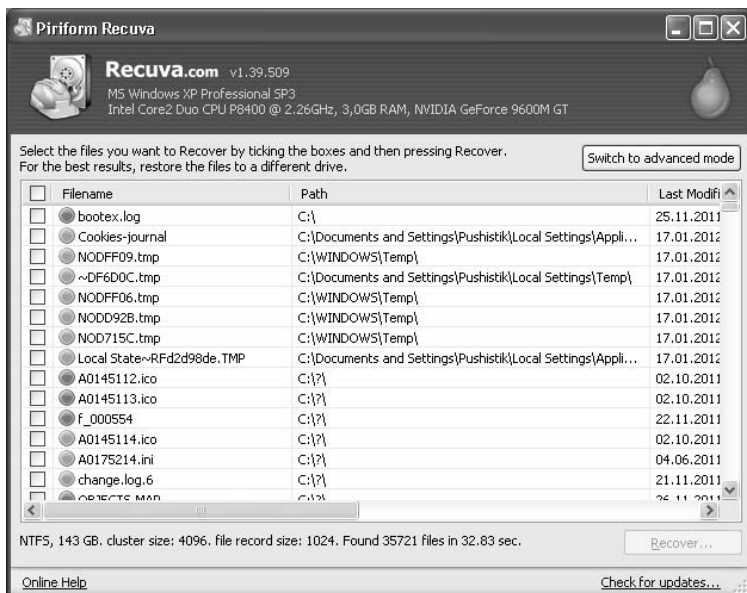 Piriform Recuva
Recuva.com v1.39.509
MS Windows XP Professional SP3
Intel Core2 Duo CPU P8400 @ 2.26GHz, 3,0GB RAM, NVIDIA GeForce 9600M GT
Select the files you want to Recover by ticking the boxes and then pressing Recover.
For the best results, restore the files to a different drive.
Switch to advanced mode
Filename Path Last Modifi
bootex.log C:\ 25.11.2011
Cookies-journal C:\Documents and Settings\Pushistik\Local Settings\Appli... 17.01.2012
NODFF09.tmp C:\WINDOWS\Temp\ 17.01.2012
~DF6D0C.tmp C:\Documents and Settings\Pushistik\Local Settings\Temp\ 17.01.2012
NODFF06.tmp C:\WINDOWS\Temp\ 17.01.2012
NODD92B.tmp C:\WINDOWS\Temp\ 17.01.2012
NOD715C.tmp C:\WINDOWS\Temp\ 17.01.2012
Local State~RFd2d98de.TMP C:\Documents and Settings\Pushistik\Local Settings\Appli... 17.01.2012
A0145112.ico C:\?\ 02.10.2011
A0145113.ico C:\?\ 02.10.2011
f_000554 C:\?\ 22.11.2011
A0145114.ico C:\?\ 02.10.2011
A0175214.ini C:\?\ 04.06.2011
change.log.6 C:\?\ 21.11.2011
OBJECTS.MAP C:\?\ 26.11.2011
NTFS, 143 GB. cluster size: 4096. file record size: 1024. Found 35721 files in 32.83 sec.
Recover...
Online Help
Check for updates...